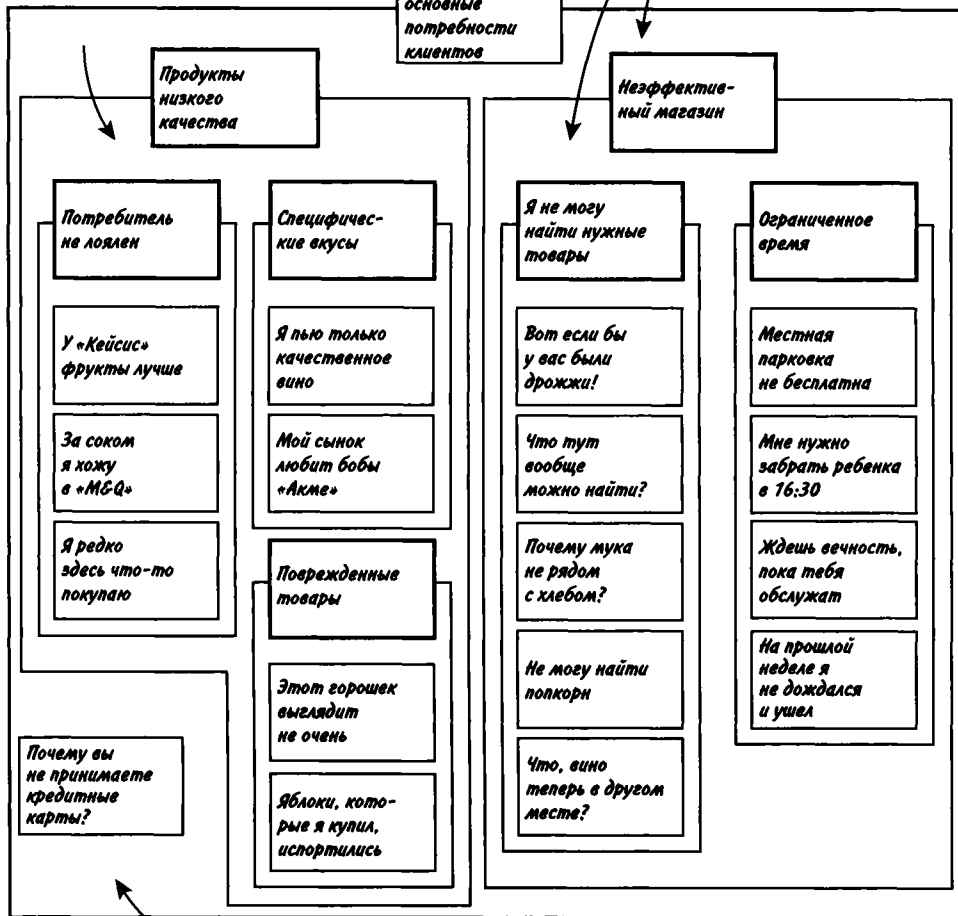 основные
потребности
клиентов
Продукты
низкого
качества
Потребитель
не лоялен
У «Кейсис»
фрукты лучше
За соком
я хожу
в «M&Q»
Я редко
здесь что-то
покупаю
Специфичес-
кие вкусы
Я пью только
качественное
вино
Мой сынок
любит бобы
«Акме»
Поврежденные
товары
Этот горошек
выглядит
не очень
Яблоки, кото-
рые я купил,
испортились
Почему вы
не принимаете
кредитные
карты?
Неэффектив-
ный магазин
Я не могу
найти нужные
товары
Вот если бы
у вас были
дрожжи!
Что тут
вообще
можно найти?
Почему мука
не рядом
с хлебом?
Не могу найти
попкорн
Что, вино
теперь в другом
месте?
Ограниченное
время
Местная
парковка
не бесплатна
Мне нужно
забрать ребенка
в 16:30
Ждешь вечность,
пока тебя
обслужат
На прошлой
неделе я
не дождался
и ушел